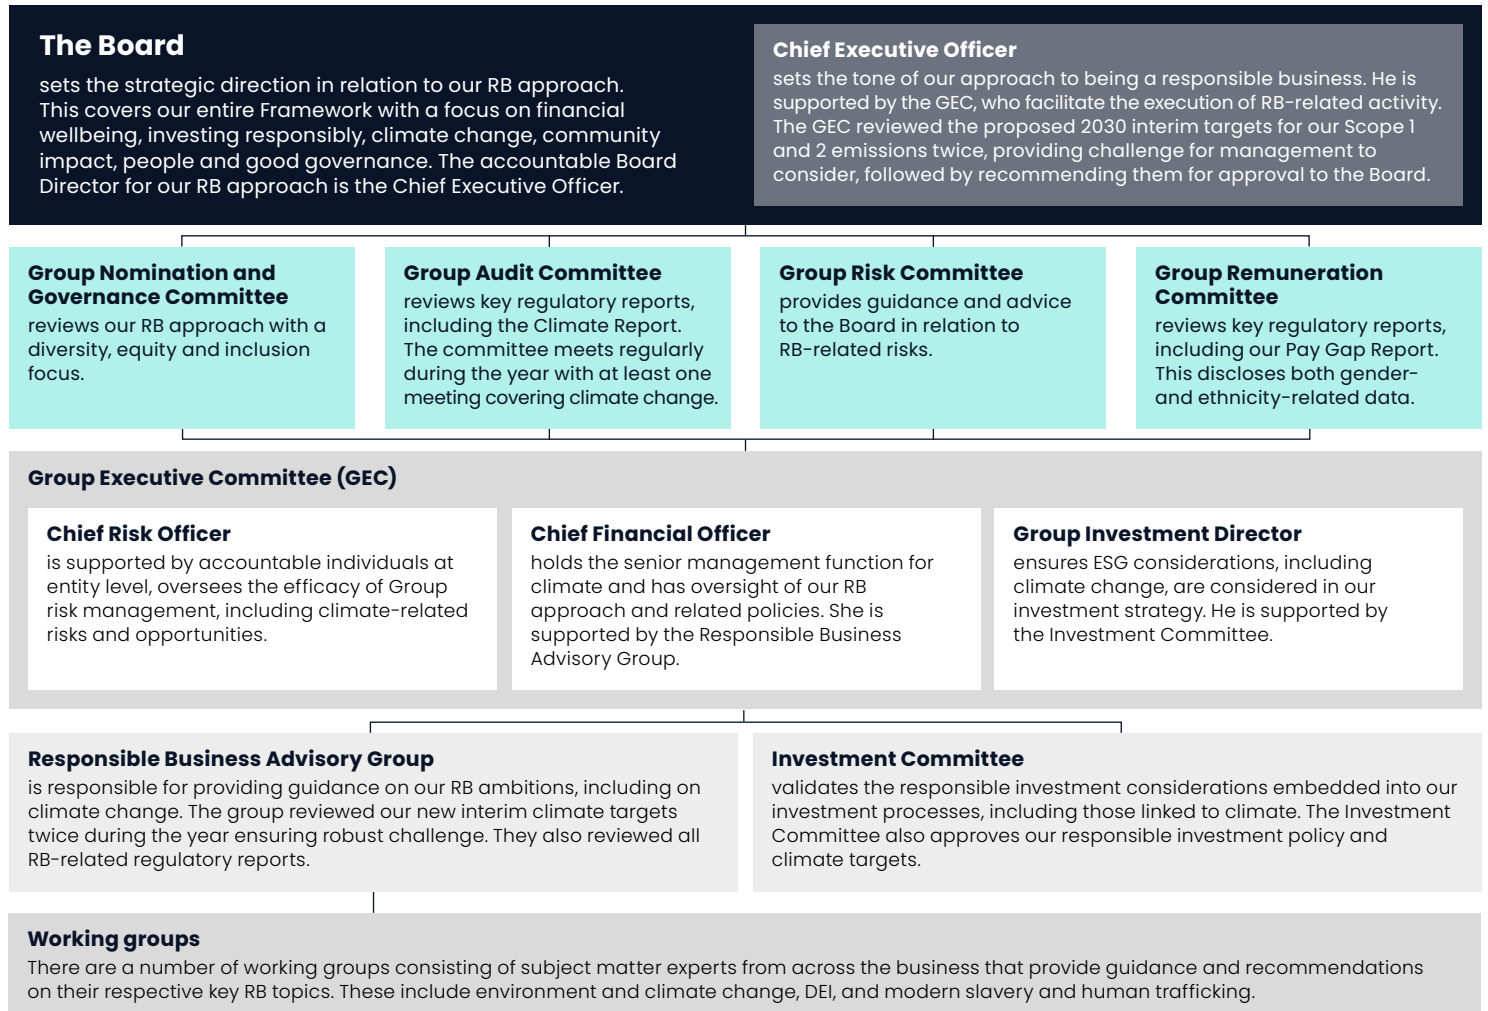 The Board
sets the strategic direction in relation to our RB approach.
This covers our entire Framework with a focus on financial
wellbeing, investing responsibly, climate change, community
impact, people and good governance. The accountable Board
Director for our RB approach is the Chief Executive Officer.
Chief Executive Officer
sets the tone of our approach to being a responsible business. He is
supported by the GEC, who facilitate the execution of RB-related activity.
The GEC reviewed the proposed 2030 interim targets for our Scope 1
and 2 emissions twice, providing challenge for management to
consider, followed by recommending them for approval to the Board.
Group Nomination and
Governance Committee
reviews our RB approach with a
diversity, equity and inclusion
focus.
Group Audit Committee
reviews key regulatory reports,
including the Climate Report.
The committee meets regularly
during the year with at least one
meeting covering climate change.
Group Risk Committee
provides guidance and advice
to the Board in relation to
RB-related risks.
Group Remuneration
Committee
reviews key regulatory reports,
including our Pay Gap Report.
This discloses both gender-
and ethnicity-related data.
Group Executive Committee (GEC)
Chief Risk Officer
is supported by accountable individuals at
entity level, oversees the efficacy of Group
risk management, including climate-related
risks and opportunities.
Chief Financial Officer
holds the senior management function for
climate and has oversight of our RB
approach and related policies. She is
supported by the Responsible Business
Advisory Group.
Group Investment Director
ensures ESG considerations, including
climate change, are considered in our
investment strategy. He is supported by
the Investment Committee.
Responsible Business Advisory Group
is responsible for providing guidance on our RB ambitions, including on
climate change. The group reviewed our new interim climate targets
twice during the year ensuring robust challenge. They also reviewed all
RB-related regulatory reports.
Investment Committee
validates the responsible investment considerations embedded into our
investment processes, including those linked to climate. The Investment
Committee also approves our responsible investment policy and
climate targets.
Working groups
There are a number of working groups consisting of subject matter experts from across the business that provide guidance and recommendations
on their respective key RB topics. These include environment and climate change, DEI, and modern slavery and human trafficking.